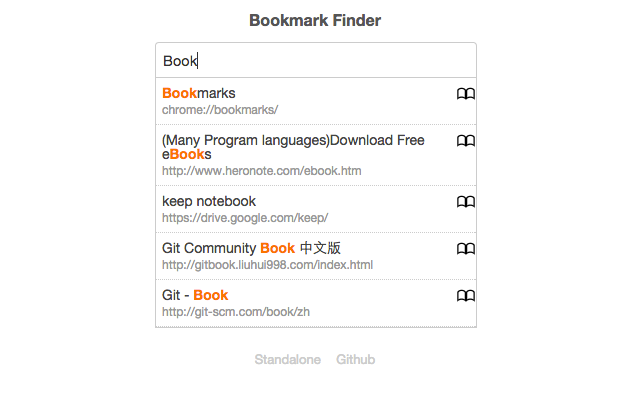 Bookmark Finder
Book
Bookmarks
chrome://bookmarks/
(Many Program languages)Download Free
eBooks
http://www.heronote.com/ebook.htm
keep notebook
https://drive.google.com/keep/
Git Community Book 中文版
http://gitbook.liuhui998.com/index.html
Git - Book
http://git-scm.com/book/zh
Standalone Github